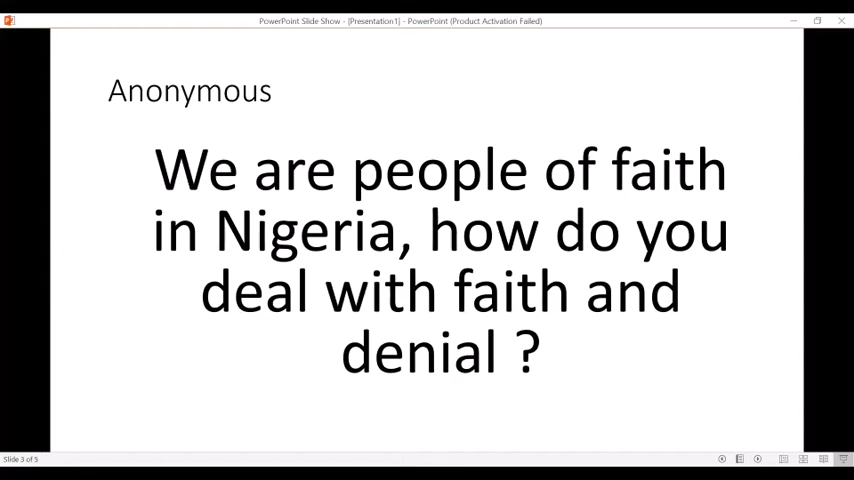 PowerPoint Slide Show - [Presentation1] - PowerPoint (Product Activation Failed)
Anonymous
We are people of faith
in Nigeria, how do you
deal with faith and
denial ?
Slide 3 of 5